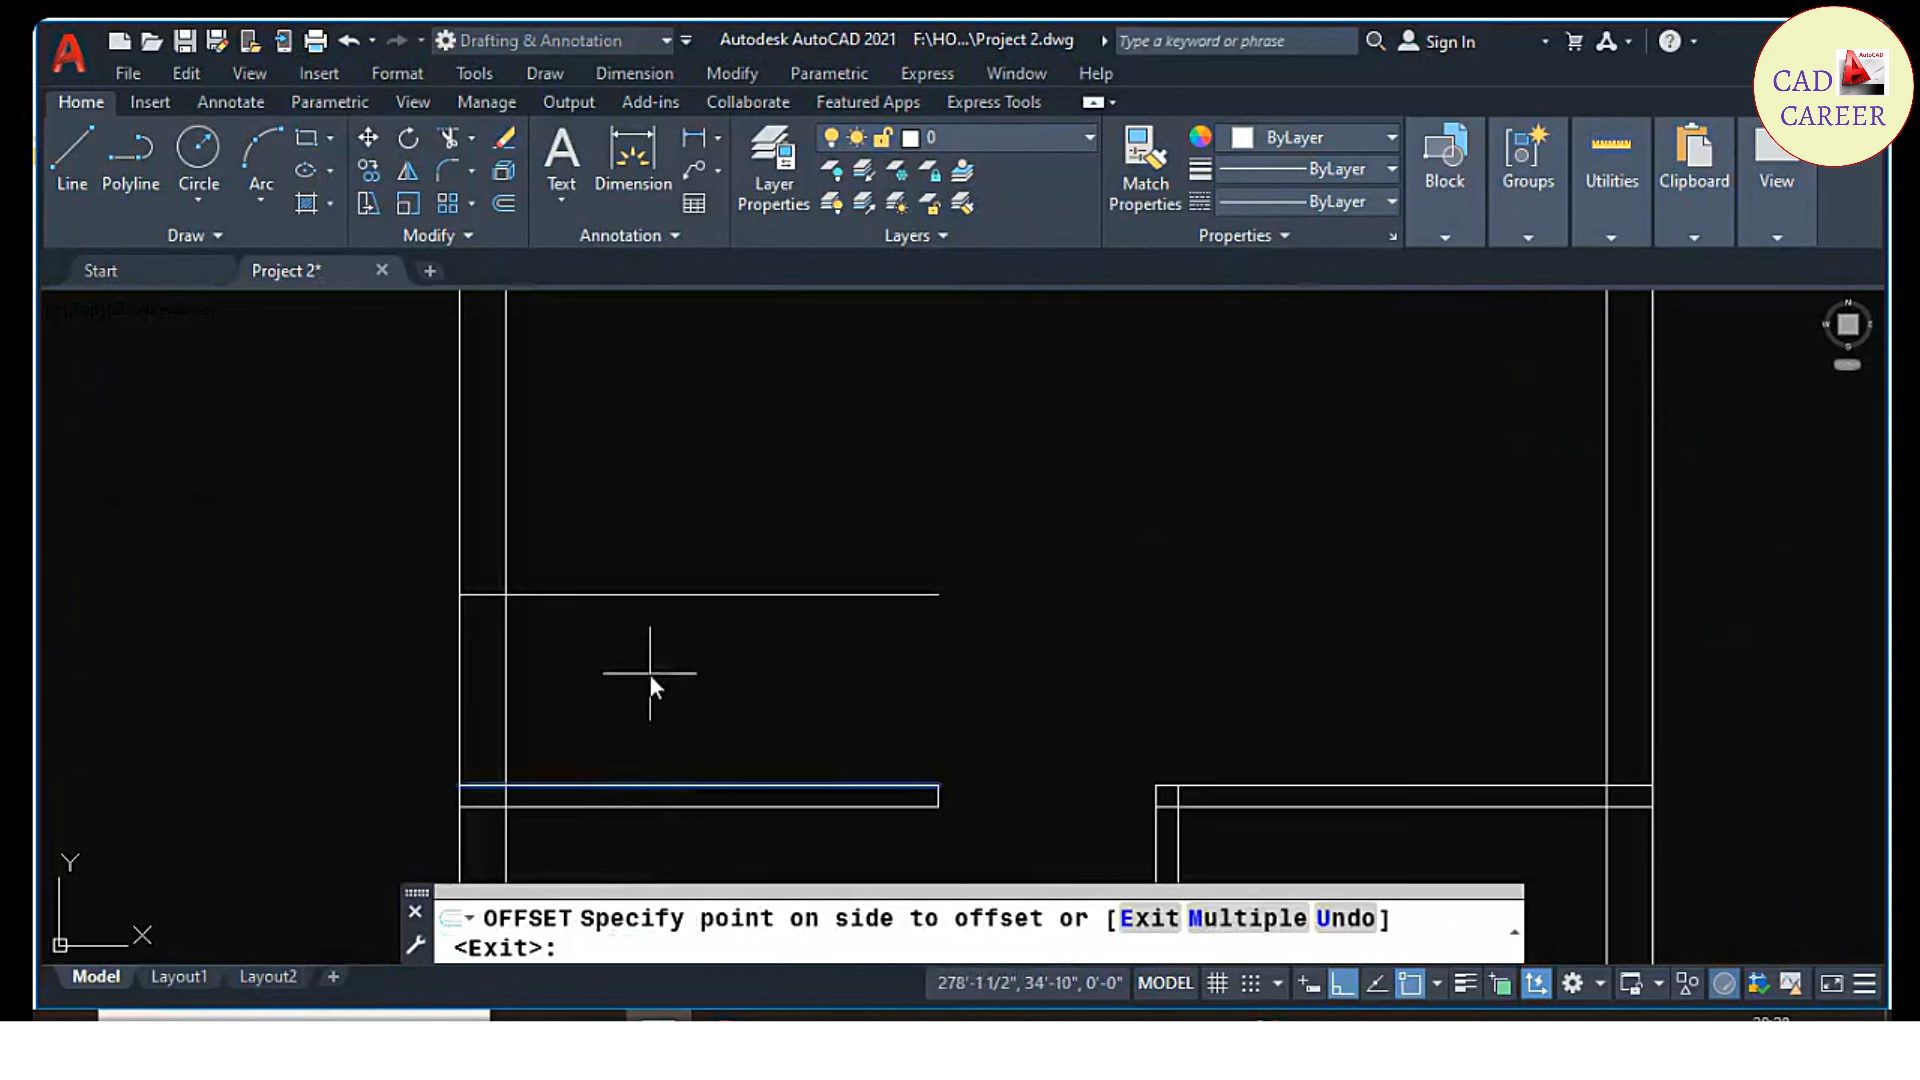 Drafting & Annotation
Autodesk AutoCAD 2021
F:\HO...\Project 2.dwg
Type a keyword or phrase
Sign In
AutoCAD
CAD
CAREER
File
Edit
View
Insert
Format
Tools
Draw
Dimension
Modify
Parametric
Express
Window
Help
Home
Insert
Annotate
Parametric
View
Manage
Output
Add-ins
Collaborate
Featured Apps
Express Tools
Line
Polyline
Circle
Arc
Text
Dimension
Layer
Properties
0
Match
Properties
ByLayer
ByLayer
ByLayer
Block
Groups
Utilities
Clipboard
View
Draw
Modify
Annotation
Layers
Properties
Start
Project 2*
N
W
S
Y
X
OFFSET Specify point on side to offset or [Exit Multiple Undo]
<Exit>:
Model
Layout1
Layout2
278'-1 1/2", 34'-10", 0'-0"
MODEL